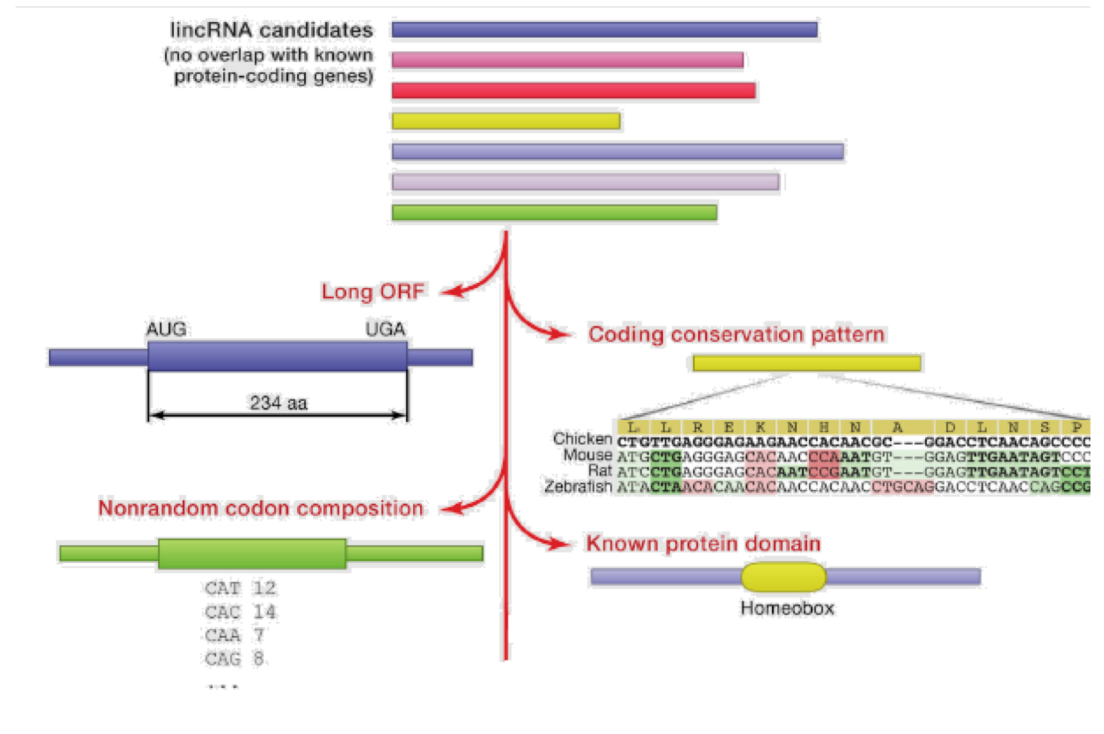 lincRNA candidates
(no overlap with known
protein-coding genes)
Long ORF
AUG UGA
234 aa
Coding conservation pattern
L L R E K N H N A D L N S P
Chicken CTGTTGAGGGAGAAGAACCACAACGC---GGACCTCAACAGCCCC
Mouse ATGCTGAGGGAGCACAACCCAAATGT---GGAGTTGAATAGTCCC
Rat ATCCTGAGGGAGCACAATCCGAATGT---GGAGTTGAATAGTCCT
Zebrafish ATACTAACACAACACAACCACAACCTGCAGGACCTCAACCAGCCG
Nonrandom codon composition
CAT 12
CAC 14
CAA 7
CAG 8
...
Known protein domain
Homeobox